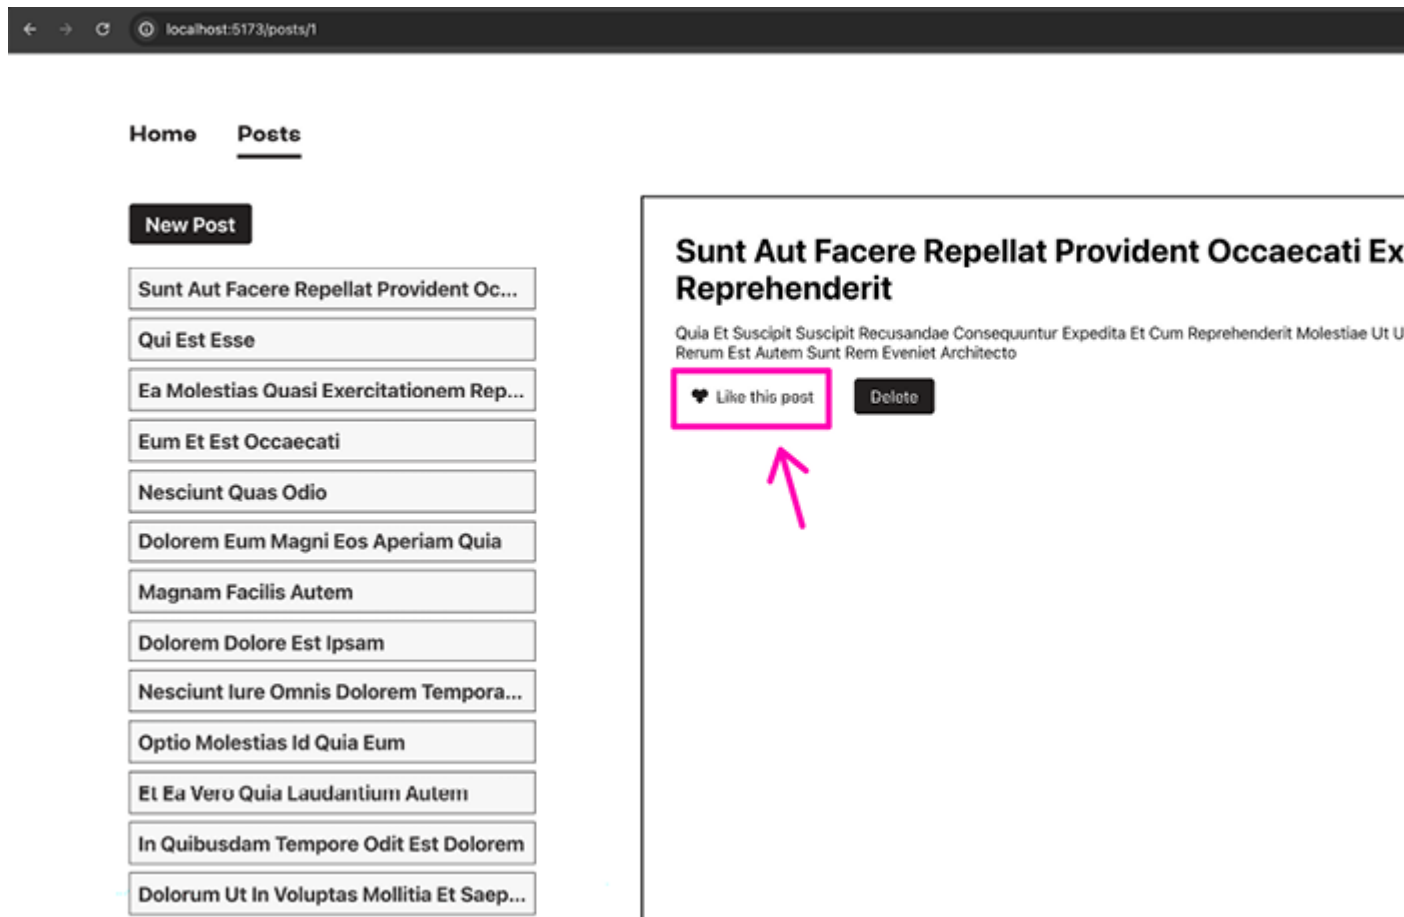 localhost:5173/posts/1
Home Posts
New Post
Sunt Aut Facere Repellat Provident Oc...
Qui Est Esse
Ea Molestias Quasi Exercitationem Rep...
Eum Et Est Occaecati
Nesciunt Quas Odio
Dolorem Eum Magni Eos Aperiam Quia
Magnam Facilis Autem
Dolorem Dolore Est Ipsam
Nesciunt Iure Omnis Dolorem Tempora...
Optio Molestias Id Quia Eum
Et Ea Vero Quia Laudantium Autem
In Quibusdam Tempore Odit Est Dolorem
Dolorum Ut In Voluptas Mollitia Et Saep...
Sunt Aut Facere Repellat Provident Occaecati Ex
Reprehenderit
Quia Et Suscipit Suscipit Recusandae Consequuntur Expedita Et Cum Reprehenderit Molestiae Ut U
Rerum Est Autem Sunt Rem Eveniet Architecto
Like this post Delete